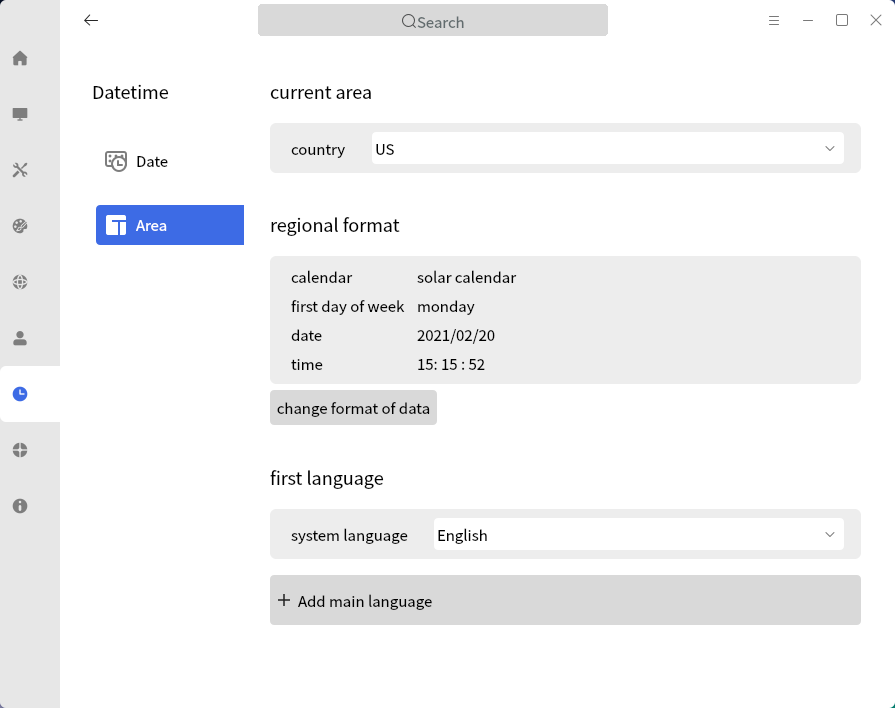 Search
Datetime
Date
Area
current area
country US
regional format
calendar solar calendar
first day of week monday
date 2021/02/20
time 15: 15 : 52
change format of data
first language
system language English
Add main language